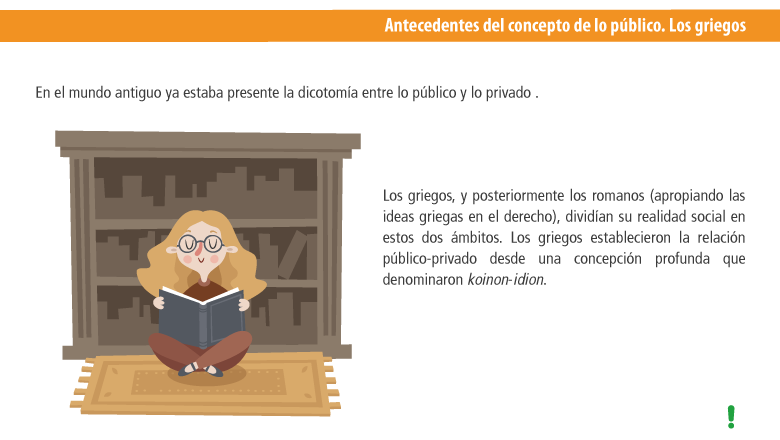 Antecedentes del concepto de lo público. Los griegos
En el mundo antiguo ya estaba presente la dicotomía entre lo público y lo privado .
Los griegos, y posteriormente los romanos (apropiando las
ideas griegas en el derecho), dividían su realidad social en
estos dos ámbitos. Los griegos establecieron la relación
público-privado desde una concepción profunda que
denominaron koinon-idion.
!